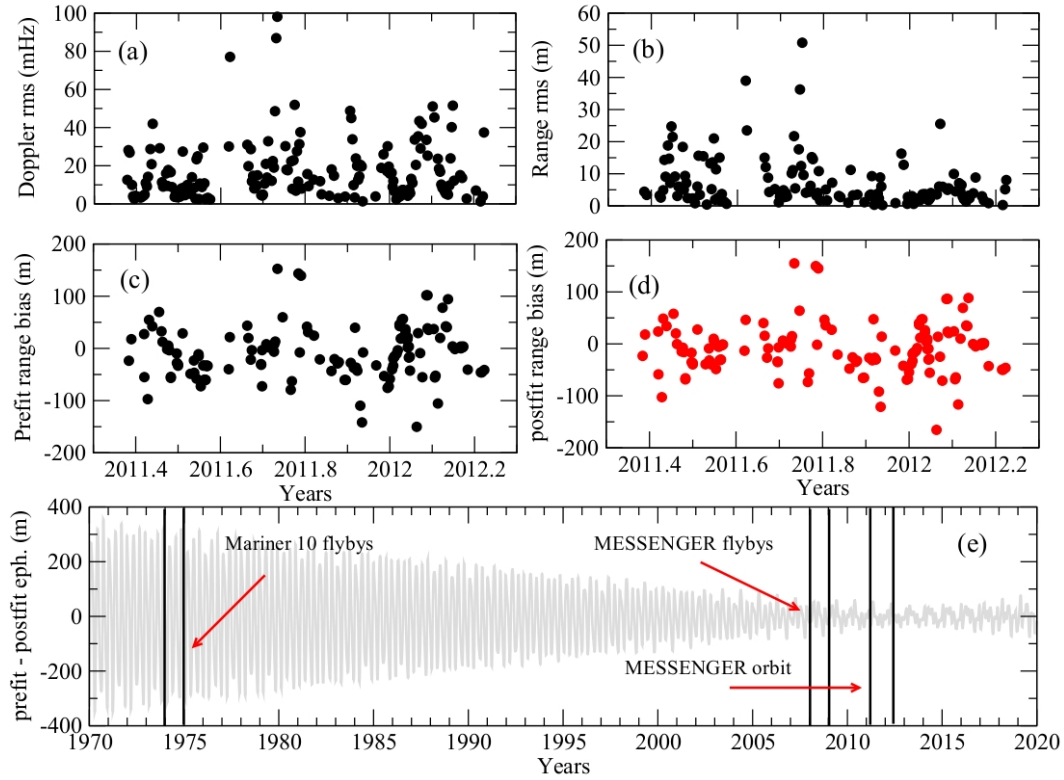 100
80
60
40
20
0
Doppler rms (mHz)
(a)
60
50
40
30
20
10
0
Range rms (m)
(b)
200
100
0
-100
-200
Prefit range bias (m)
(c)
2011.4 2011.6 2011.8 2012 2012.2
Years
200
100
0
-100
-200
postfit range bias (m)
(d)
2011.4 2011.6 2011.8 2012 2012.2
Years
400
200
0
-200
-400
prefit - postfit eph. (m)
Mariner 10 flybys
MESSENGER flybys
(e)
MESSENGER orbit
1970 1975 1980 1985 1990 1995 2000 2005 2010 2015 2020
Years